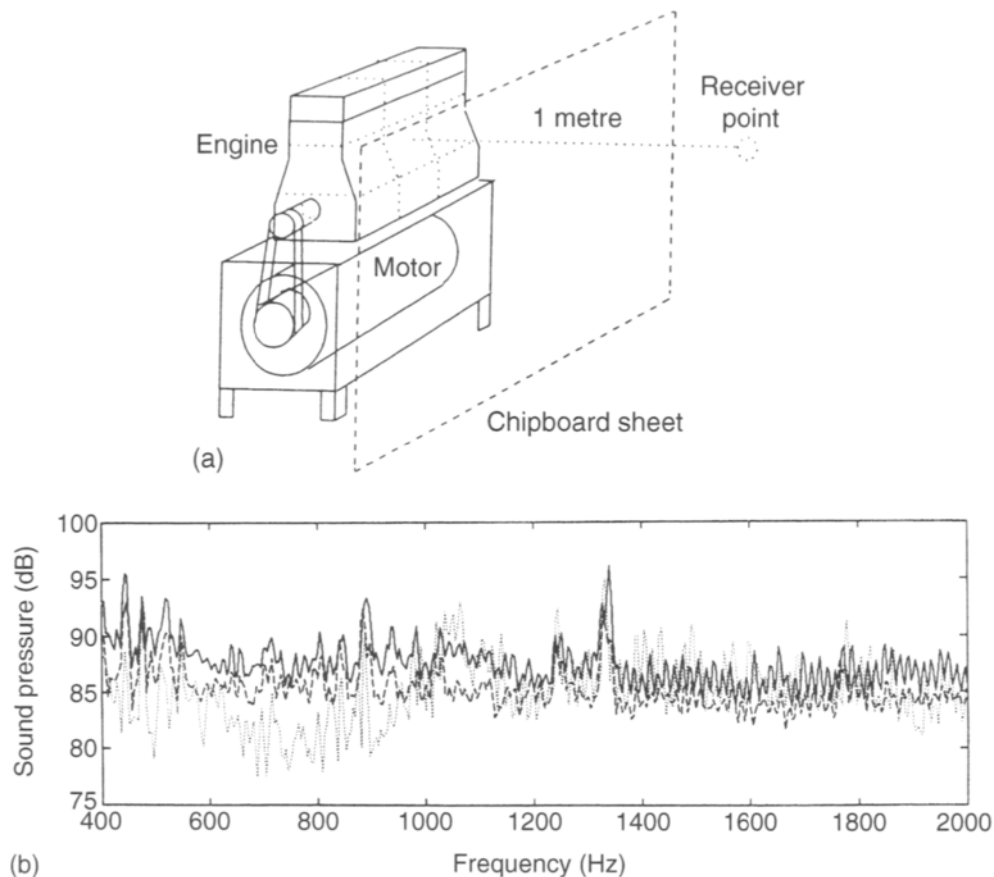 Receiver
point
1 metre
Engine
Motor
Chipboard sheet
(a)
100
95
90
85
80
75
Sound pressure (dB)
400 600 800 1000 1200 1400 1600 1800 2000
(b) Frequency (Hz)